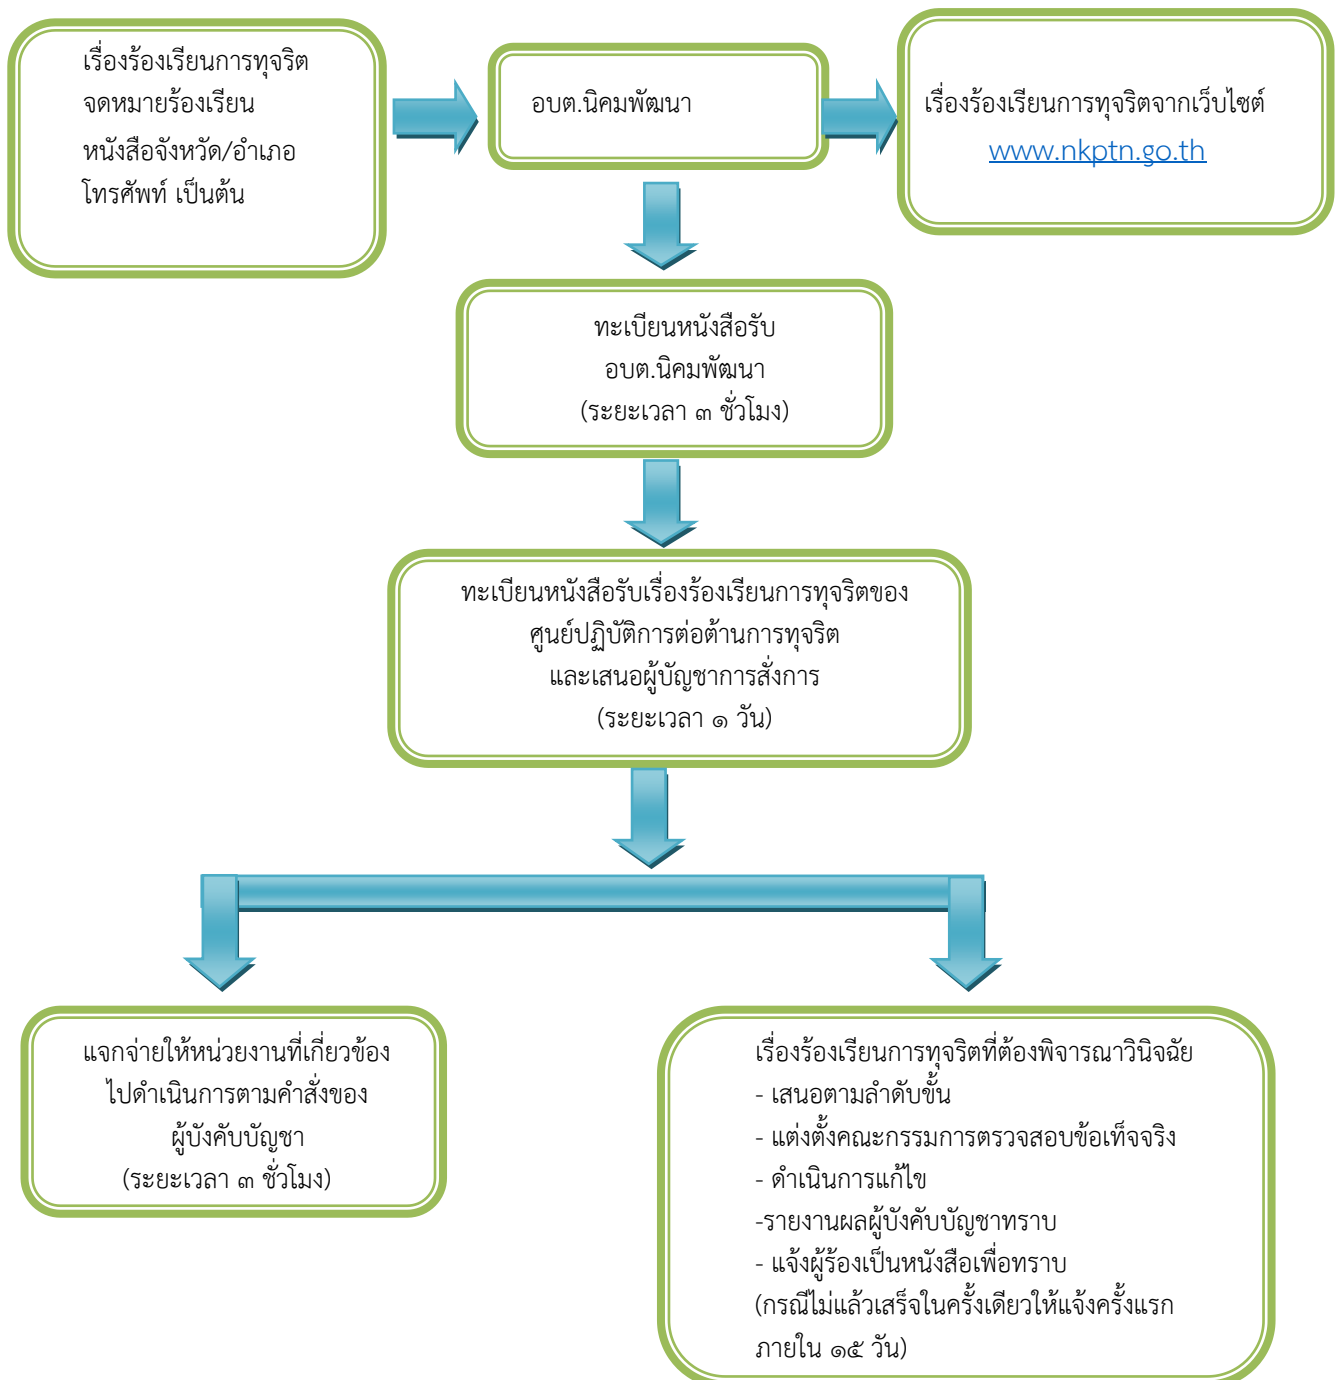 เรื่องร้องเรียนการทุจริต
จดหมายร้องเรียน
หนังสือจังหวัด/อำเภอ
โทรศัพท์ เป็นต้น
อบต.นิคมพัฒนา
เรื่องร้องเรียนการทุจริตจากเว็บไซต์
www.nkptn.go.th
ทะเบียนหนังสือรับ
อบต.นิคมพัฒนา
(ระยะเวลา ๓ ชั่วโมง)
ทะเบียนหนังสือรับเรื่องร้องเรียนการทุจริตของ
ศูนย์ปฏิบัติการต่อต้านการทุจริต
และเสนอผู้บัญชาการสั่งการ
(ระยะเวลา ๑ วัน)
แจกจ่ายให้หน่วยงานที่เกี่ยวข้อง
ไปดำเนินการตามคำสั่งของ
ผู้บังคับบัญชา
(ระยะเวลา ๓ ชั่วโมง)
เรื่องร้องเรียนการทุจริตที่ต้องพิจารณาวินิจฉัย
- เสนอตามลำดับขั้น
- แต่งตั้งคณะกรรมการตรวจสอบข้อเท็จจริง
- ดำเนินการแก้ไข
-รายงานผลผู้บังคับบัญชาทราบ
- แจ้งผู้ร้องเป็นหนังสือเพื่อทราบ
(กรณีไม่แล้วเสร็จในครั้งเดียวให้แจ้งครั้งแรก
ภายใน ๑๕ วัน)